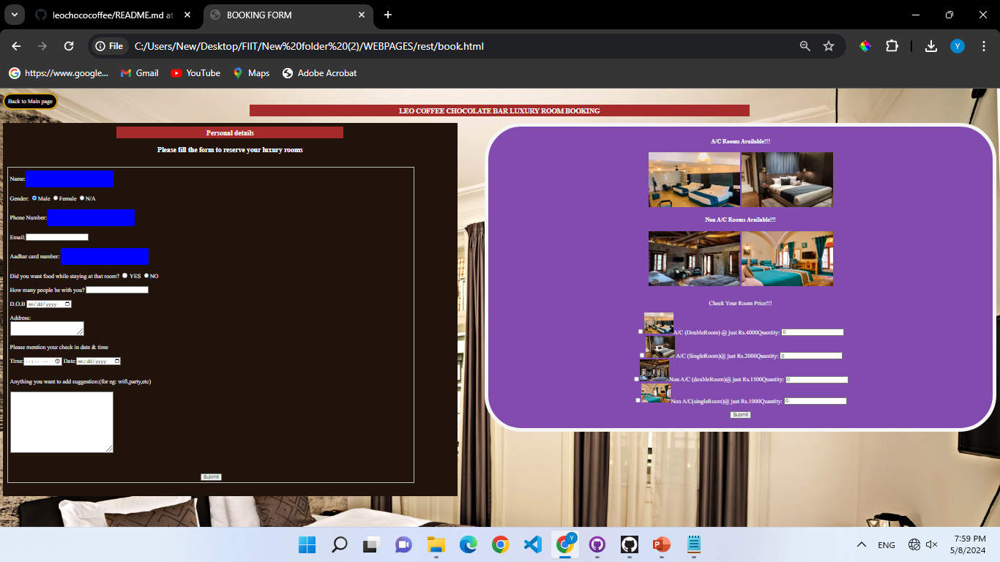 leochococoffee/README.md at
BOOKING FORM
File
C:/Users/New/Desktop/FIIT/New%20folder%20(2)/WEBPAGES/rest/book.html
Y
https://www.google...
Gmail
YouTube
Maps
Adobe Acrobat
Back to Main page
LEO COFFEE CHOCOLATE BAR LUXURY ROOM BOOKING
Personal details
Please fill the form to reserve your luxury rooms
Name:
Gender: Male Female N/A
Phone Number:
Email:
Aadhar card number:
Did you want food while staying at that room? YES NO
How many people be with you?
D.O.B mm/dd/yyyy
Address:
Please mention your check in date & time
Time: --:-- -- Date: mm/dd/yyyy
Anything you want to add suggestion:(for eg: wifi,party,etc)
Submit
A/C Rooms Available!!!
Non A/C Rooms Available!!!
Check Your Room Price!!!
A/C (DoubleRoom) @ just Rs.4000Quantity: 0
A/C (SingleRoom)@ just Rs.2000Quantity: 0
Non A/C (doubleRoom)@ just Rs.1500Quantity: 0
Non A/C(singleRoom)@ just Rs.1000Quantity: 0
Submit
Y
P
ENG
7:59 PM
5/8/2024